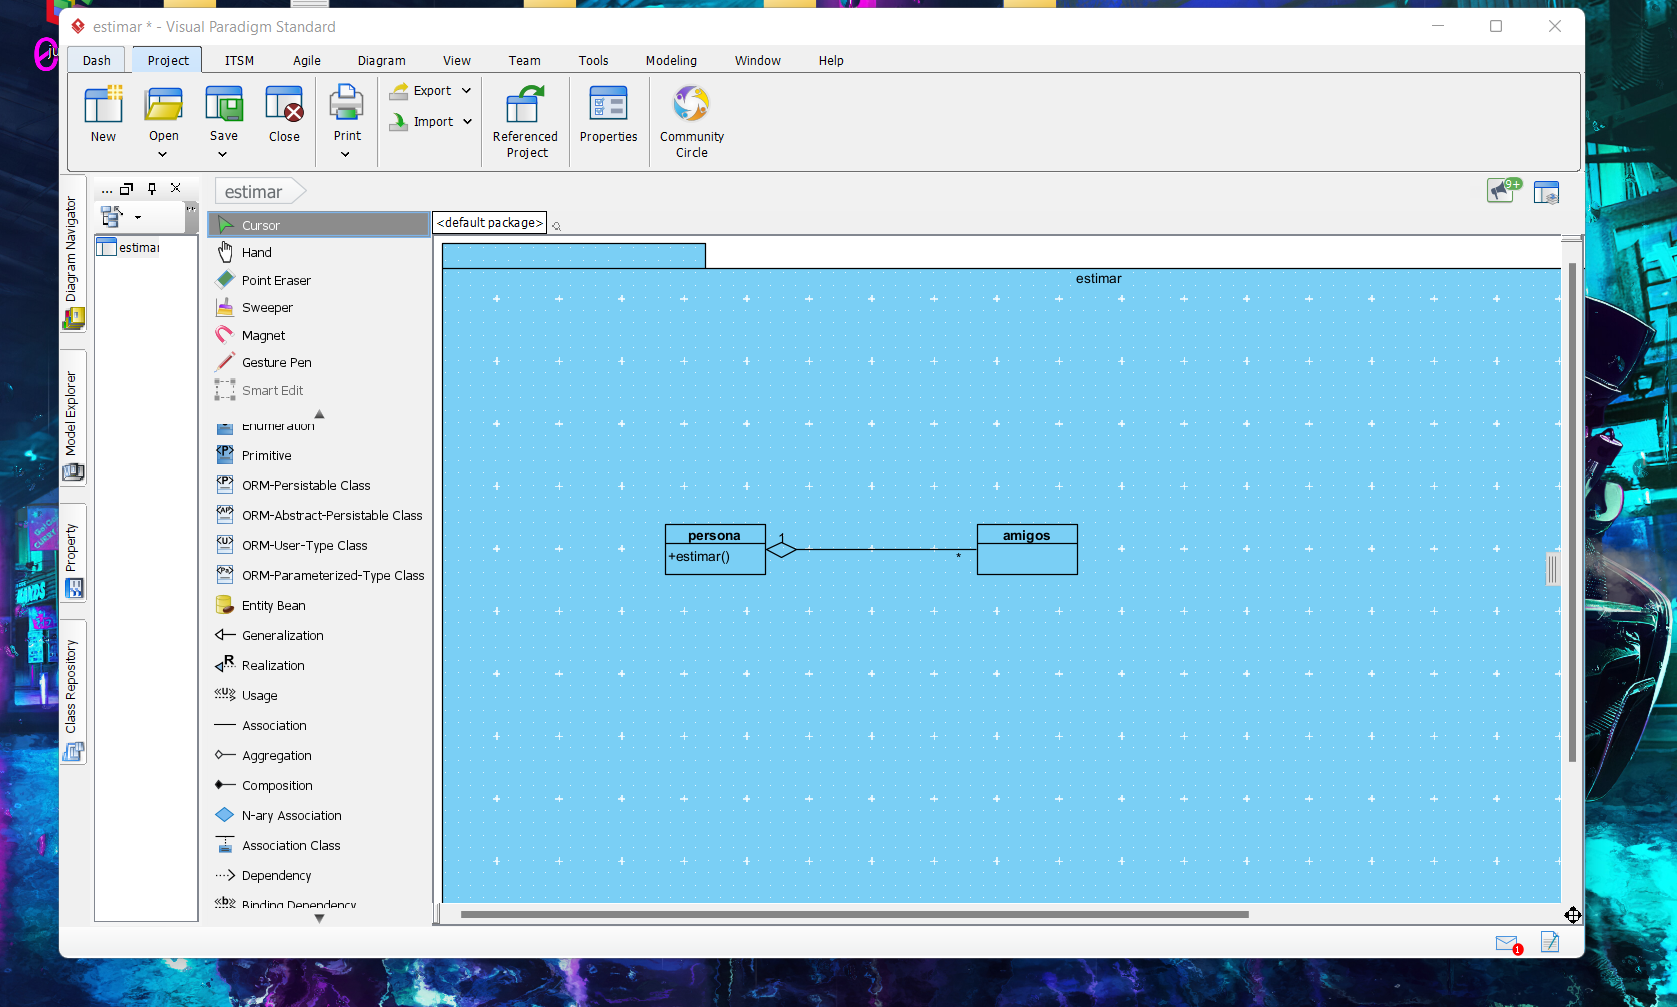 estimar * - Visual Paradigm Standard
Dash Project ITSM Agile Diagram View Team Tools Modeling Window Help
New Open Save Close Print Export Import Referenced Project Properties Community Circle
...
estimar
9+
Diagram Navigator
Model Explorer
Property
Class Repository
estimar
Cursor
Hand
Point Eraser
Sweeper
Magnet
Gesture Pen
Smart Edit
Enumeration
Primitive
ORM-Persistable Class
ORM-Abstract-Persistable Class
ORM-User-Type Class
ORM-Parameterized-Type Class
Entity Bean
Generalization
Realization
Usage
Association
Aggregation
Composition
N-ary Association
Association Class
Dependency
Binding Dependency
<default package>
estimar
persona
+estimar()
1
*
amigos
1